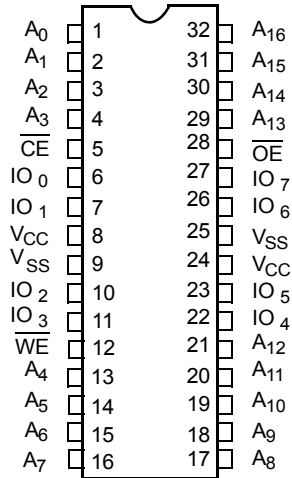 A0 1 32 A16
A1 2 31 A15
A2 3 30 A14
A3 4 29 A13
CE 5 28 OE
IO 0 6 27 IO 7
IO 1 7 26 IO 6
VCC 8 25 VSS
VSS 9 24 VCC
IO 2 10 23 IO 5
IO 3 11 22 IO 4
WE 12 21 A12
A4 13 20 A11
A5 14 19 A10
A6 15 18 A9
A7 16 17 A8